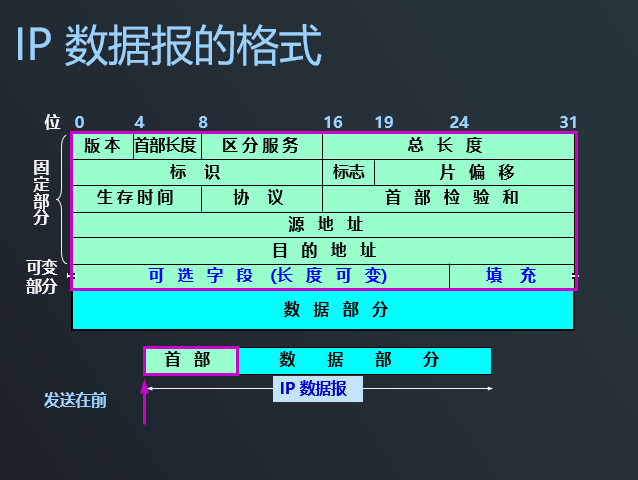 IP 数据报的格式
位 0 4 8 16 19 24 31
版 本 首部长度 区 分 服 务 总 长 度
标 识 标志 片 偏 移
生 存 时 间 协 议 首 部 检 验 和
源 地 址
目 的 地 址
固定部分
可变部分
可 选 字 段 (长 度 可 变) 填 充
数 据 部 分
首 部 数 据 部 分
IP 数据报
发送在前